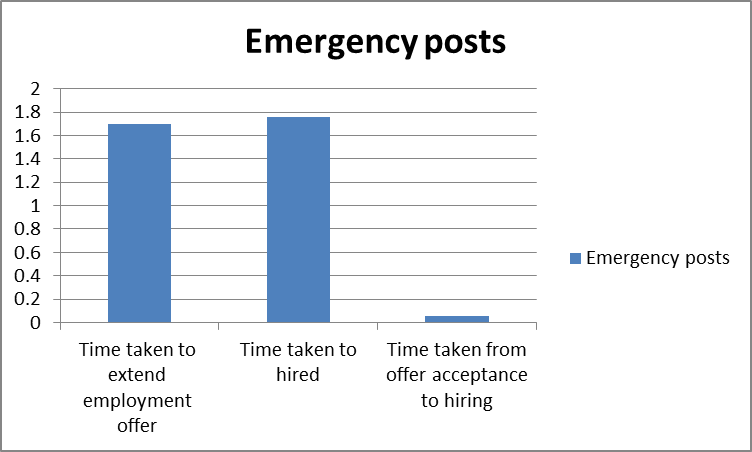 Emergency posts
2
1.8
1.6
1.4
1.2
1
0.8
0.6
0.4
0.2
0
Emergency posts
Time taken to
extend
employment
offer
Time taken to
hired
Time taken from
offer acceptance
to hiring